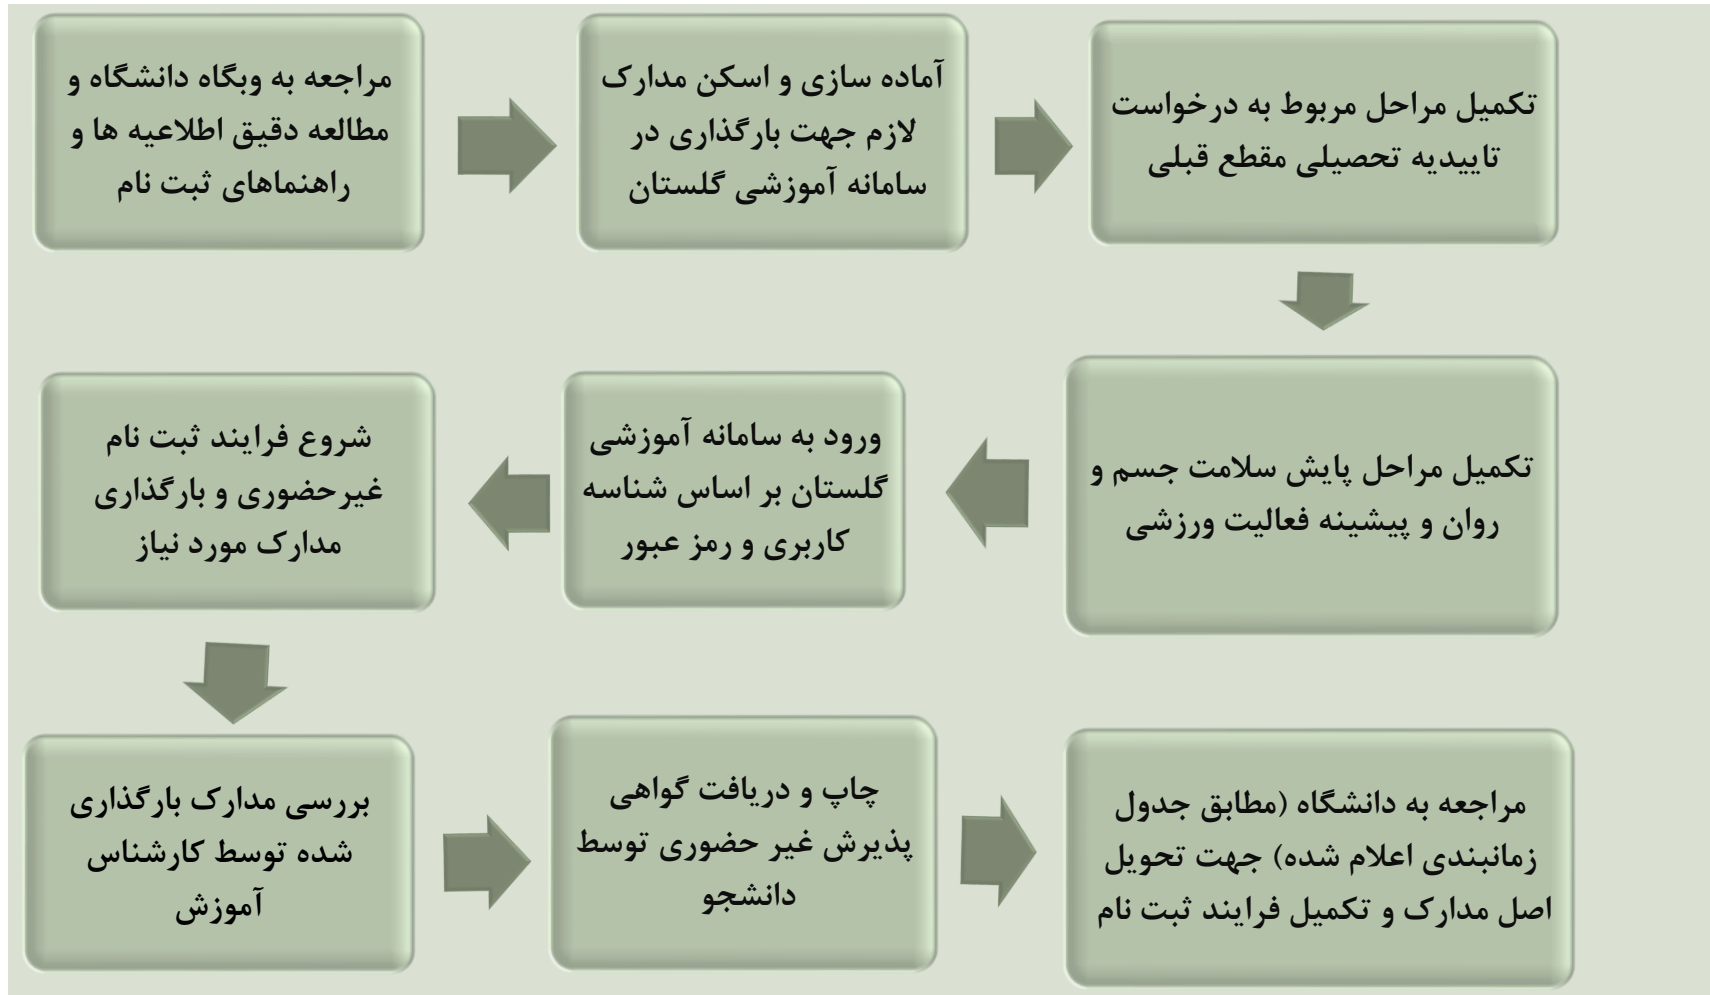 مراجعه به وبگاه دانشگاه و
مطالعه دقیق اطلاعیه ها و
راهنماهای ثبت نام
آماده سازی و اسکن مدارک
لازم جهت بارگذاری در
سامانه آموزشی گلستان
تکمیل مراحل مربوط به درخواست
تاییدیه تحصیلی مقطع قبلی
تکمیل مراحل پایش سلامت جسم و
روان و پیشینه فعالیت ورزشی
ورود به سامانه آموزشی
گلستان بر اساس شناسه
کاربری و رمز عبور
شروع فرایند ثبت نام
غیرحضوری و بارگذاری
مدارک مورد نیاز
بررسی مدارک بارگذاری
شده توسط کارشناس
آموزش
چاپ و دریافت گواهی
پذیرش غیر حضوری توسط
دانشجو
مراجعه به دانشگاه (مطابق جدول
زمانبندی اعلام شده) جهت تحویل
اصل مدارک و تکمیل فرایند ثبت نام